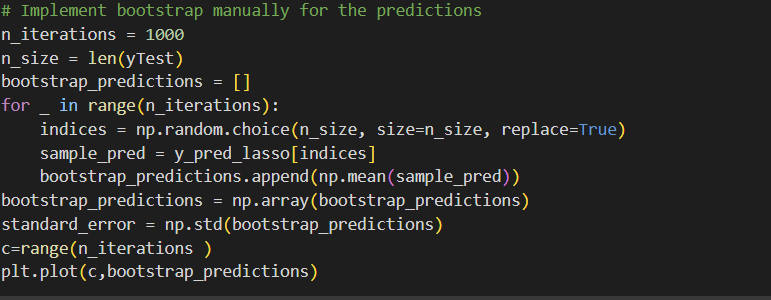 # Implement bootstrap manually for the predictions
n_iterations = 1000
n_size = len(yTest)
bootstrap_predictions = []
for _ in range(n_iterations):
    indices = np.random.choice(n_size, size=n_size, replace=True)
    sample_pred = y_pred_lasso[indices]
    bootstrap_predictions.append(np.mean(sample_pred))
bootstrap_predictions = np.array(bootstrap_predictions)
standard_error = np.std(bootstrap_predictions)
c=range(n_iterations )
plt.plot(c,bootstrap_predictions)